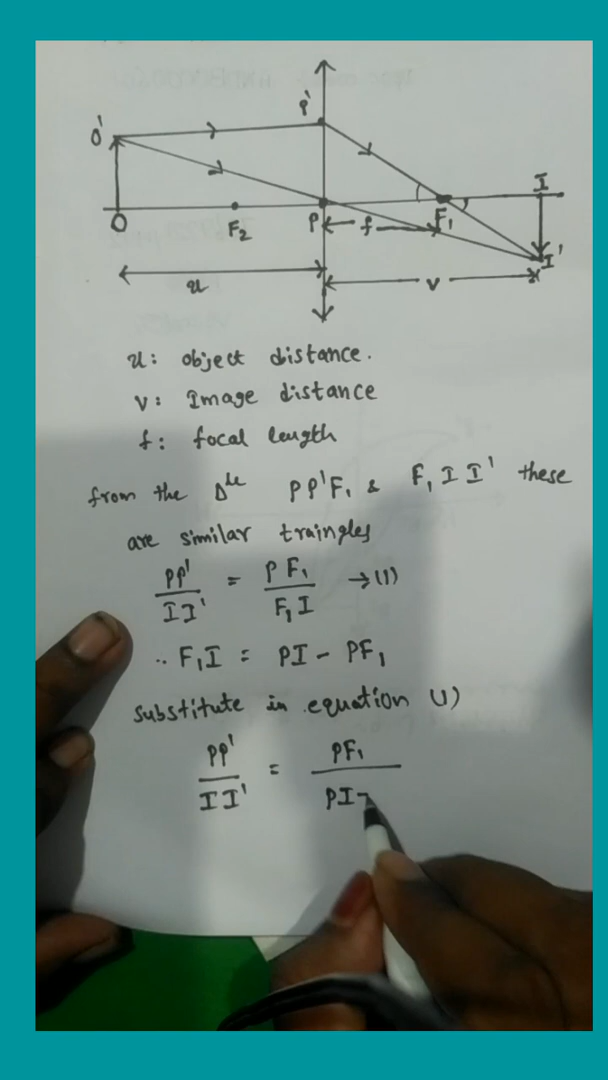 O' P'
O F₂ P f F₁ I
I'
u v
u: object distance.
v: Image distance
f: focal length
from the Δle PP'F₁ & F₁II' these
are similar traingles
PP'/II' = PF₁/F₁I →(1)
∴ F₁I = PI - PF₁
substitute in equation (1)
PP'/II' = PF₁/PI-